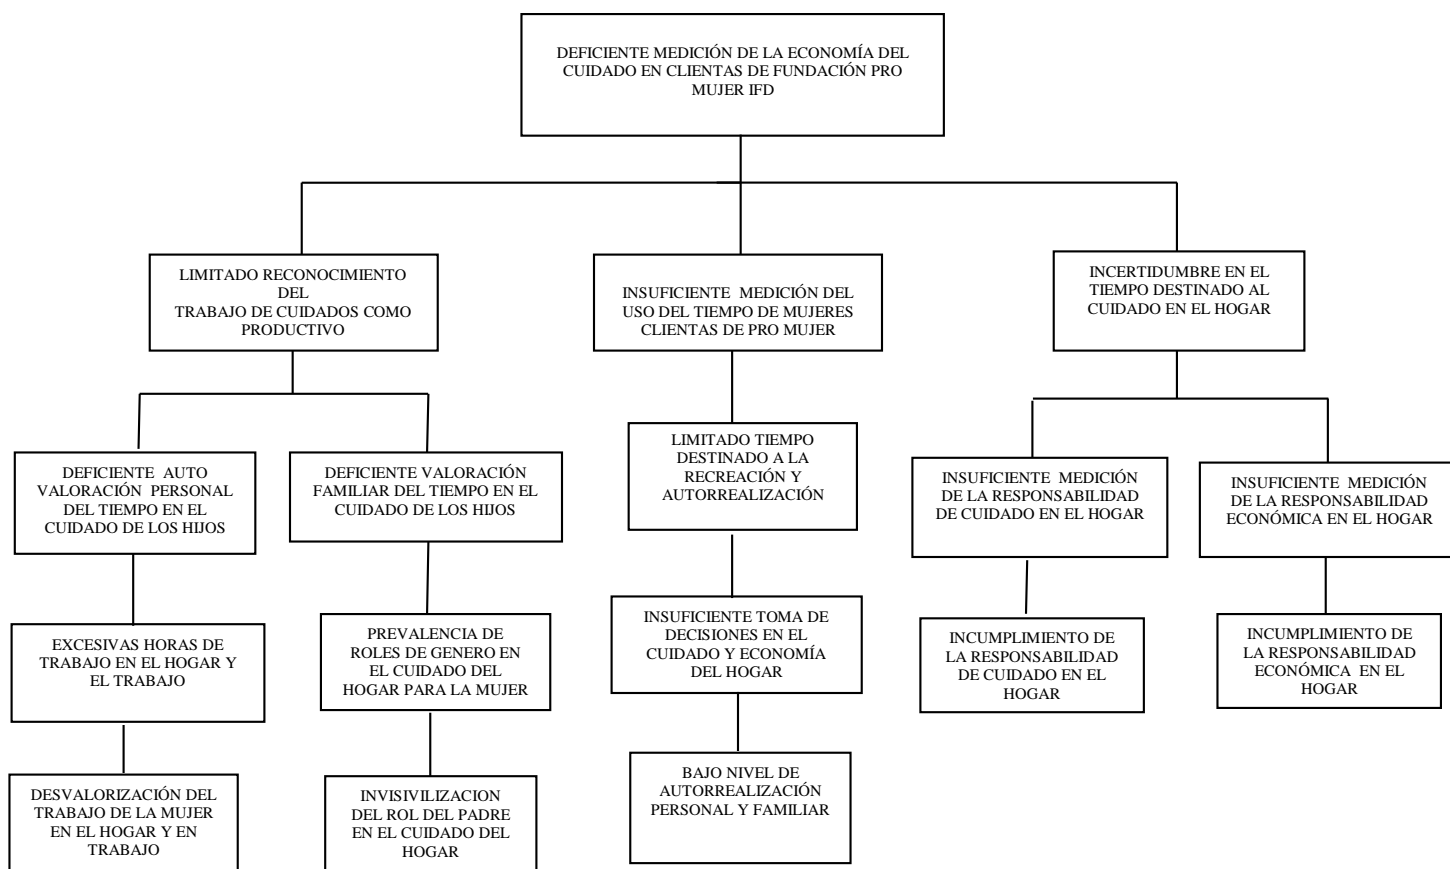 DEFICIENTE MEDICIÓN DE LA ECONOMÍA DEL
CUIDADO EN CLIENTAS DE FUNDACIÓN PRO
MUJER IFD
LIMITADO RECONOCIMIENTO
DEL
TRABAJO DE CUIDADOS COMO
PRODUCTIVO
INSUFICIENTE MEDICIÓN DEL
USO DEL TIEMPO DE MUJERES
CLIENTAS DE PRO MUJER
INCERTIDUMBRE EN EL
TIEMPO DESTINADO AL
CUIDADO EN EL HOGAR
DEFICIENTE AUTO
VALORACIÓN PERSONAL
DEL TIEMPO EN EL
CUIDADO DE LOS HIJOS
DEFICIENTE VALORACIÓN
FAMILIAR DEL TIEMPO EN EL
CUIDADO DE LOS HIJOS
LIMITADO TIEMPO
DESTINADO A LA
RECREACIÓN Y
AUTORREALIZACIÓN
INSUFICIENTE MEDICIÓN
DE LA RESPONSABILIDAD
DE CUIDADO EN EL HOGAR
INSUFICIENTE MEDICIÓN
DE LA RESPONSABILIDAD
ECONÓMICA EN EL HOGAR
EXCESIVAS HORAS DE
TRABAJO EN EL HOGAR Y
EL TRABAJO
PREVALENCIA DE
ROLES DE GENERO EN
EL CUIDADO DEL
HOGAR PARA LA MUJER
INSUFICIENTE TOMA DE
DECISIONES EN EL
CUIDADO Y ECONOMÍA
DEL HOGAR
INCUMPLIMIENTO DE
LA RESPONSABILIDAD
DE CUIDADO EN EL
HOGAR
INCUMPLIMIENTO DE
LA RESPONSABILIDAD
ECONÓMICA EN EL
HOGAR
DESVALORIZACIÓN DEL
TRABAJO DE LA MUJER
EN EL HOGAR Y EN
TRABAJO
INVISIVILIZACION
DEL ROL DEL PADRE
EN EL CUIDADO DEL
HOGAR
BAJO NIVEL DE
AUTORREALIZACIÓN
PERSONAL Y FAMILIAR